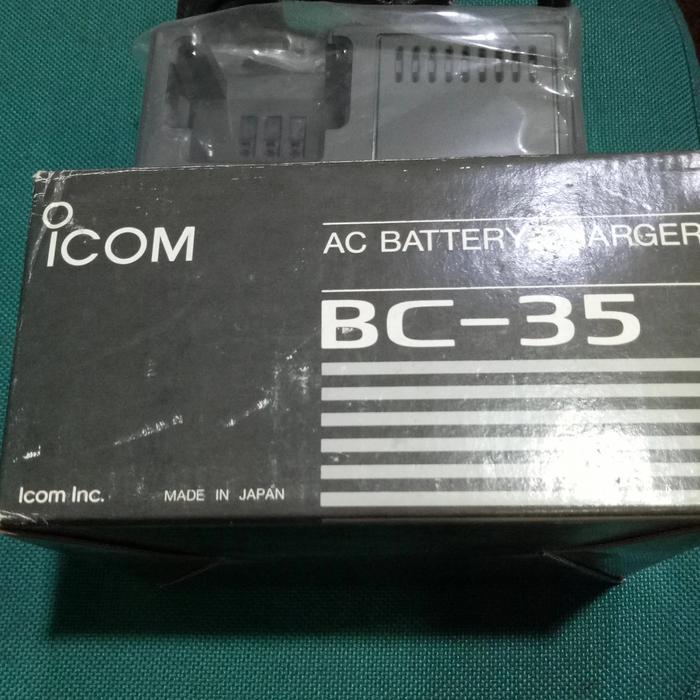 ICOM
AC BATTERY CHARGER
BC-35
Icom Inc.
MADE IN JAPAN